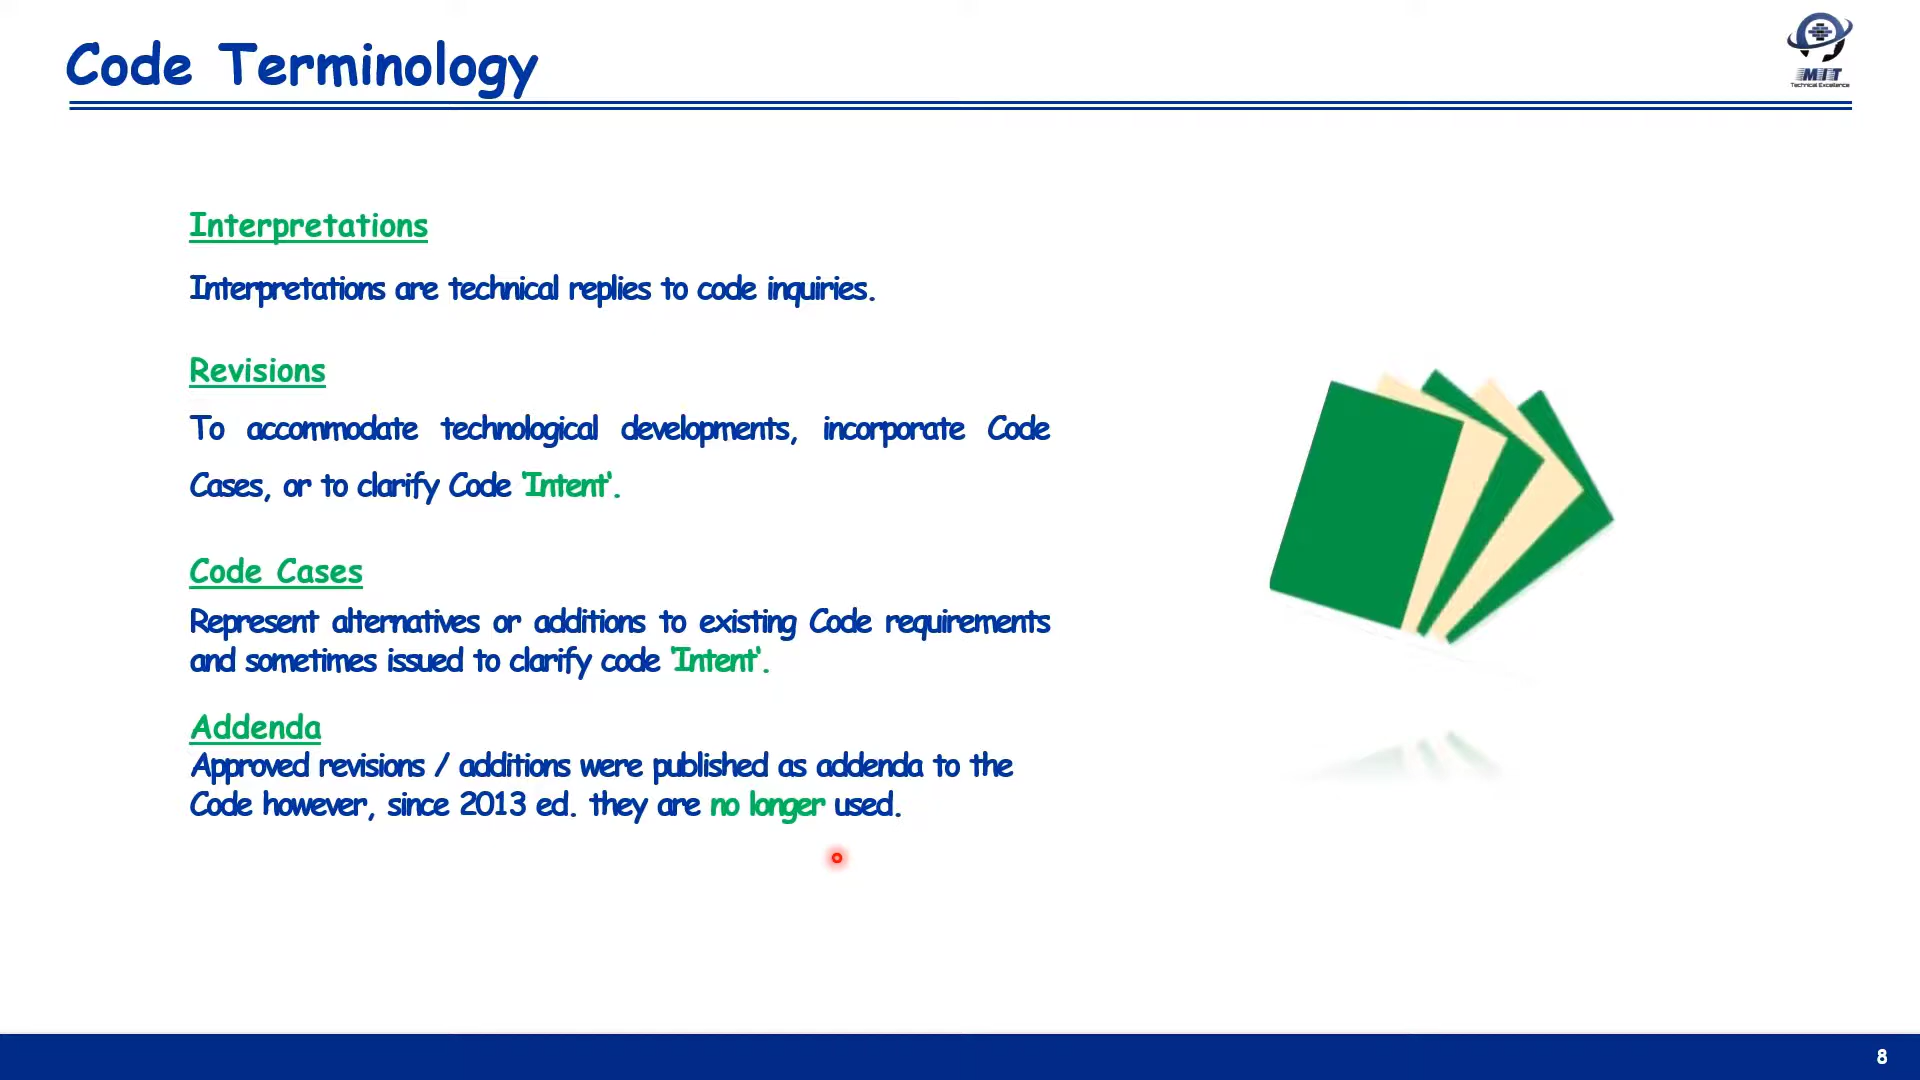 Code Terminology
MIT
Technical Excellence
Interpretations
Interpretations are technical replies to code inquiries.
Revisions
To accommodate technological developments, incorporate Code
Cases, or to clarify Code 'Intent'.
Code Cases
Represent alternatives or additions to existing Code requirements
and sometimes issued to clarify code 'Intent'.
Addenda
Approved revisions / additions were published as addenda to the
Code however, since 2013 ed. they are no longer used.
8